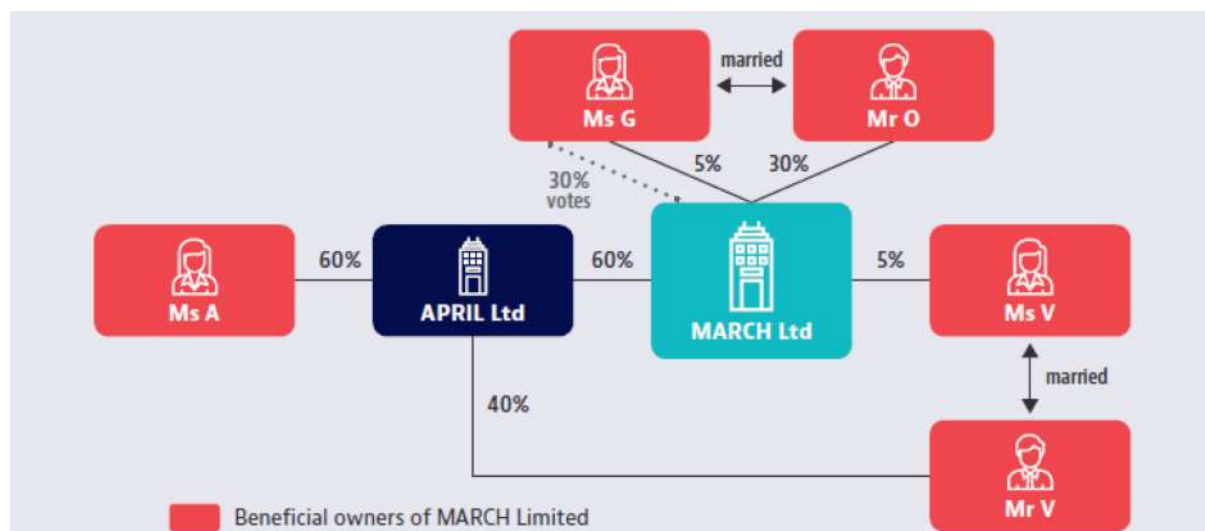 married
Ms G
Mr O
5%
30%
30%
votes
60%
60%
5%
Ms A
APRIL Ltd
MARCH Ltd
Ms V
married
40%
Mr V
Beneficial owners of MARCH Limited